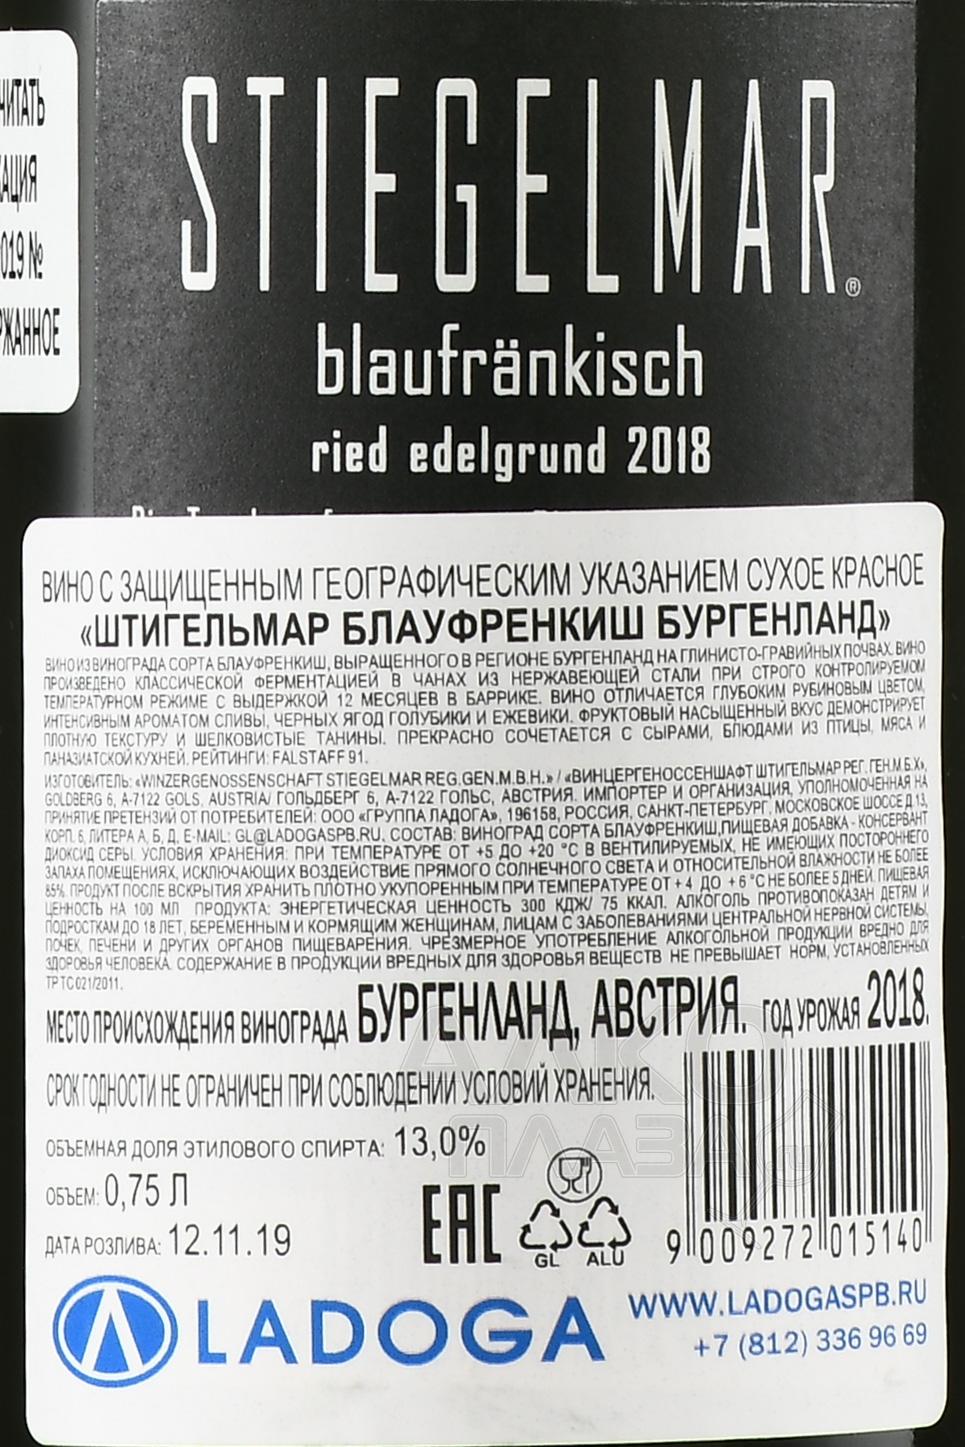 ЧИТАТЬ
АЦИЯ
019 №
РЖАННОЕ
STIEGELMAR®
blaufränkisch
ried edelgrund 2018
ВИНО С ЗАЩИЩЕННЫМ ГЕОГРАФИЧЕСКИМ УКАЗАНИЕМ СУХОЕ КРАСНОЕ
«ШТИГЕЛЬМАР БЛАУФРЕНКИШ БУРГЕНЛАНД»
ВИНО ИЗ ВИНОГРАДА СОРТА БЛАУФРЕНКИШ, ВЫРАЩЕННОГО В РЕГИОНЕ БУРГЕНЛАНД НА ГЛИНИСТО-ГРАВИЙНЫХ ПОЧВАХ. ВИНО
ПРОИЗВЕДЕНО КЛАССИЧЕСКОЙ ФЕРМЕНТАЦИЕЙ В ЧАНАХ ИЗ НЕРЖАВЕЮЩЕЙ СТАЛИ ПРИ СТРОГО КОНТРОЛИРУЕМОМ
ТЕМПЕРАТУРНОМ РЕЖИМЕ С ВЫДЕРЖКОЙ 12 МЕСЯЦЕВ В БАРРИКЕ. ВИНО ОТЛИЧАЕТСЯ ГЛУБОКИМ РУБИНОВЫМ ЦВЕТОМ,
ИНТЕНСИВНЫМ АРОМАТОМ СЛИВЫ, ЧЕРНЫХ ЯГОД ГОЛУБИКИ И ЕЖЕВИКИ. ФРУКТОВЫЙ НАСЫЩЕННЫЙ ВКУС ДЕМОНСТРИРУЕТ
ПЛОТНУЮ ТЕКСТУРУ И ШЕЛКОВИСТЫЕ ТАНИНЫ. ПРЕКРАСНО СОЧЕТАЕТСЯ С СЫРАМИ, БЛЮДАМИ ИЗ ПТИЦЫ, МЯСА И
ПАНАЗИАТСКОЙ КУХНЕЙ. РЕЙТИНГИ: FALSTAFF 91.
ИЗГОТОВИТЕЛЬ: «WINZERGENOSSENSCHAFT STIEGELMAR REG.GEN.M.B.H.» / «ВИНЦЕРГЕНОССЕНШАФТ ШТИГЕЛЬМАР РЕГ. ГЕН.М.Б.Х»,
GOLDBERG 6, A-7122 GOLS, AUSTRIA/ ГОЛЬДБЕРГ 6, А-7122 ГОЛЬС, АВСТРИЯ. ИМПОРТЕР И ОРГАНИЗАЦИЯ, УПОЛНОМОЧЕННАЯ НА
ПРИНЯТИЕ ПРЕТЕНЗИЙ ОТ ПОТРЕБИТЕЛЕЙ: ООО «ГРУППА ЛАДОГА», 196158, РОССИЯ, САНКТ-ПЕТЕРБУРГ, МОСКОВСКОЕ ШОССЕ Д.13,
КОРП. 6, ЛИТЕРА А, Б, Д, E-MAIL: GL@LADOGASPB.RU. СОСТАВ: ВИНОГРАД СОРТА БЛАУФРЕНКИШ,ПИЩЕВАЯ ДОБАВКА - КОНСЕРВАНТ
ДИОКСИД СЕРЫ. УСЛОВИЯ ХРАНЕНИЯ: ПРИ ТЕМПЕРАТУРЕ ОТ +5 ДО +20 °С В ВЕНТИЛИРУЕМЫХ, НЕ ИМЕЮЩИХ ПОСТОРОННЕГО
ЗАПАХА ПОМЕЩЕНИЯХ, ИСКЛЮЧАЮЩИХ ВОЗДЕЙСТВИЕ ПРЯМОГО СОЛНЕЧНОГО СВЕТА И ОТНОСИТЕЛЬНОЙ ВЛАЖНОСТИ НЕ БОЛЕЕ
85%. ПРОДУКТ ПОСЛЕ ВСКРЫТИЯ ХРАНИТЬ ПЛОТНО УКУПОРЕННЫМ ПРИ ТЕМПЕРАТУРЕ ОТ + 4 ДО + 6 °С НЕ БОЛЕЕ 5 ДНЕЙ. ПИЩЕВАЯ
ЦЕННОСТЬ НА 100 МЛ ПРОДУКТА: ЭНЕРГЕТИЧЕСКАЯ ЦЕННОСТЬ 300 КДЖ/ 75 ККАЛ. АЛКОГОЛЬ ПРОТИВОПОКАЗАН ДЕТЯМ И
ПОДРОСТКАМ ДО 18 ЛЕТ, БЕРЕМЕННЫМ И КОРМЯЩИМ ЖЕНЩИНАМ, ЛИЦАМ С ЗАБОЛЕВАНИЯМИ ЦЕНТРАЛЬНОЙ НЕРВНОЙ СИСТЕМЫ,
ПОЧЕК, ПЕЧЕНИ И ДРУГИХ ОРГАНОВ ПИЩЕВАРЕНИЯ. ЧРЕЗМЕРНОЕ УПОТРЕБЛЕНИЕ АЛКОГОЛЬНОЙ ПРОДУКЦИИ ВРЕДНО ДЛЯ
ЗДОРОВЬЯ ЧЕЛОВЕКА. СОДЕРЖАНИЕ В ПРОДУКЦИИ ВРЕДНЫХ ДЛЯ ЗДОРОВЬЯ ВЕЩЕСТВ НЕ ПРЕВЫШАЕТ НОРМ, УСТАНОВЛЕННЫХ
ТР ТС 021/2011.
МЕСТО ПРОИСХОЖДЕНИЯ ВИНОГРАДА БУРГЕНЛАНД, АВСТРИЯ. ГОД УРОЖАЯ 2018.
СРОК ГОДНОСТИ НЕ ОГРАНИЧЕН ПРИ СОБЛЮДЕНИИ УСЛОВИЙ ХРАНЕНИЯ.
ОБЪЕМНАЯ ДОЛЯ ЭТИЛОВОГО СПИРТА: 13,0%
ОБЪЕМ: 0,75 Л
ДАТА РОЗЛИВА: 12.11.19
EAC
GL ALU
9 009272 015140
АЛКО
ПЛАЗА.ru
LADOGA
WWW.LADOGASPB.RU
+7 (812) 336 96 69